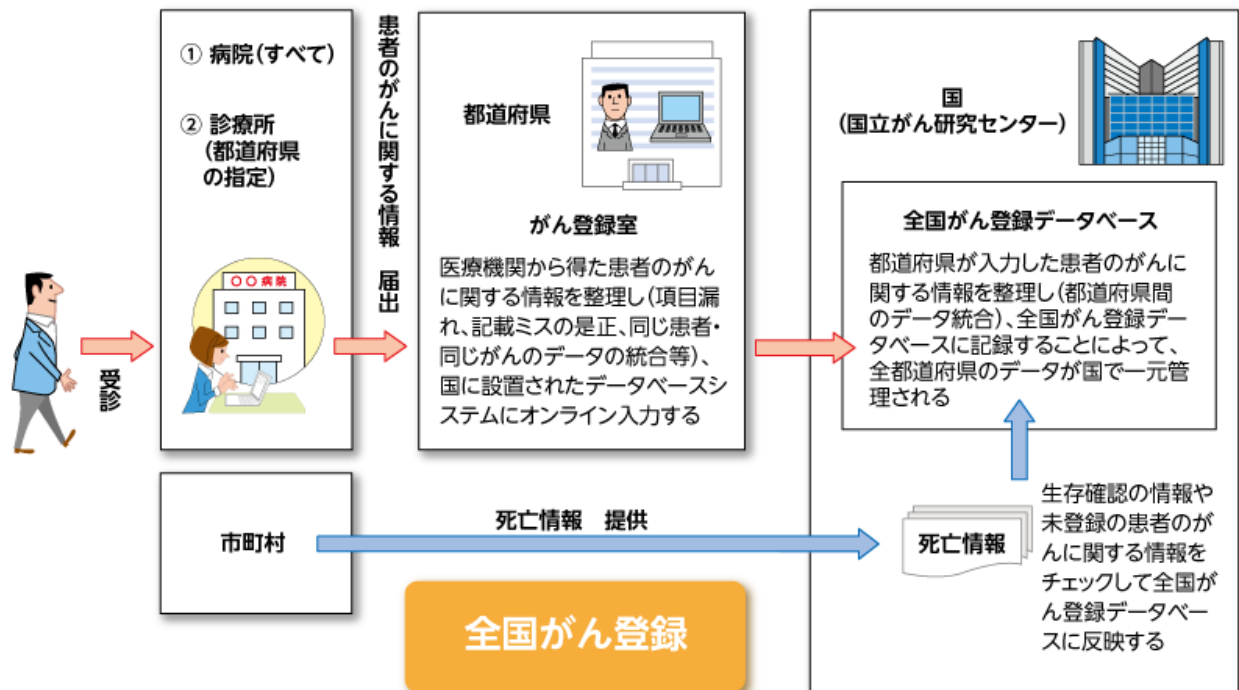 ① 病院(すべて)
② 診療所
(都道府県
の指定)
〇〇病院
受診
患者のがんに関する情報 届出
都道府県
がん登録室
医療機関から得た患者のがん
に関する情報を整理し(項目漏
れ、記載ミスの是正、同じ患者・
同じがんのデータの統合等)、
国に設置されたデータベースシ
ステムにオンライン入力する
国
(国立がん研究センター)
全国がん登録データベース
都道府県が入力した患者のがんに
関する情報を整理し(都道府県間
のデータ統合)、全国がん登録デー
タベースに記録することによって、
全都道府県のデータが国で一元管
理される
市町村
死亡情報 提供
死亡情報
生存確認の情報や
未登録の患者のが
んに関する情報を
チェックして全国が
ん登録データベー
スに反映する
全国がん登録